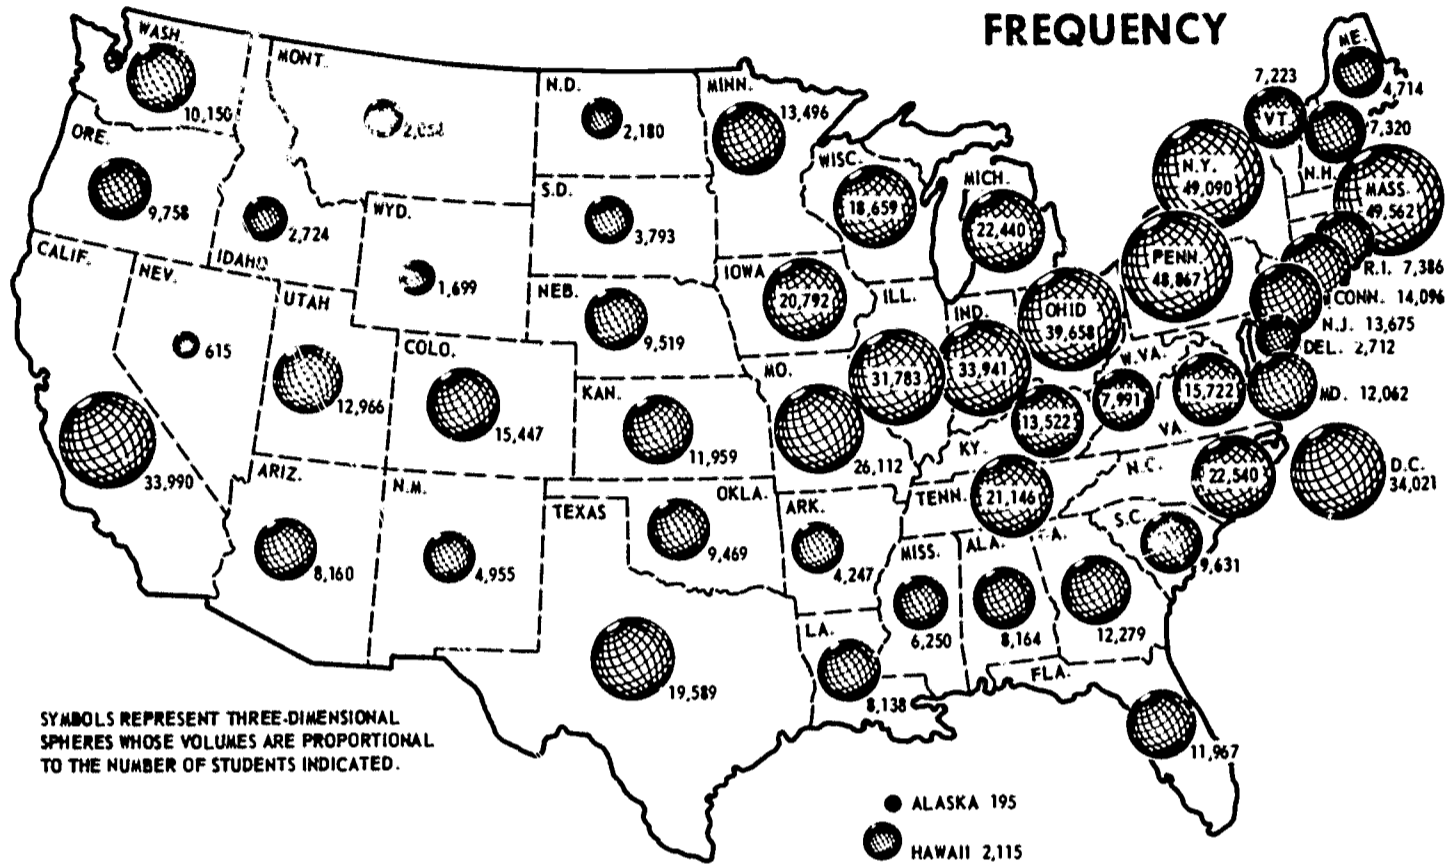 FREQUENCY
WASH.
10,150
MONT.
N.D.
2,180
MINN.
13,496
ME.
4,714
7,223
VT.
7,320
N.H.
ORE.
9,758
IDAHO
2,724
WYO.
1,699
S.D.
3,793
WISC.
18,659
MICH.
22,440
N.Y.
49,090
MASS.
49,562
CALIF.
33,990
NEV.
615
UTAH
12,966
COLO.
15,447
NEB.
9,519
IOWA
20,792
ILL.
31,783
IND.
33,941
OHIO
39,658
PENN.
48,867
R.I. 7,386
CONN. 14,096
N.J. 13,675
DEL. 2,712
MD. 12,062
W.VA.
7,991
15,722
VA.
KAN.
11,959
MO.
26,112
KY.
13,522
D.C.
34,021
ARIZ.
8,160
N.M.
4,955
TEXAS
19,589
OKLA.
9,469
ARK.
4,247
TENN.
21,146
N.C.
22,540
S.C.
9,631
MISS.
6,250
ALA.
8,164
12,279
LA.
8,138
FLA.
11,967
SYMBOLS REPRESENT THREE-DIMENSIONAL
SPHERES WHOSE VOLUMES ARE PROPORTIONAL
TO THE NUMBER OF STUDENTS INDICATED.
ALASKA 195
HAWAII 2,115